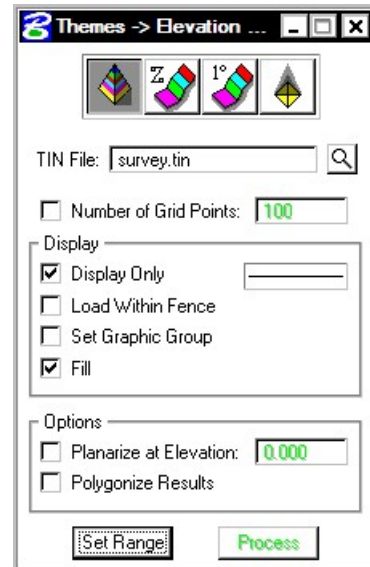 Themes -> Elevation ...
Z 1°
TIN File: survey.tin
Number of Grid Points: 100
Display
Display Only
Load Within Fence
Set Graphic Group
Fill
Options
Planarize at Elevation: 0.000
Polygonize Results
Set Range Process